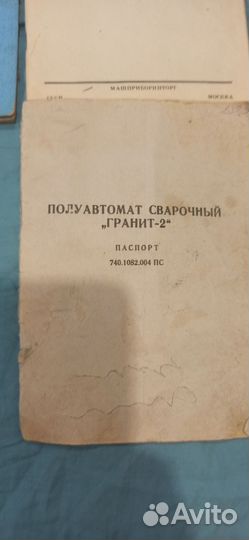 МАШПРИБОРИНТОРГ
СССР МОСКВА
ПОЛУАВТОМАТ СВАРОЧНЫЙ
„ГРАНИТ-2“
ПАСПОРТ
740.1082.004 ПС
Avito